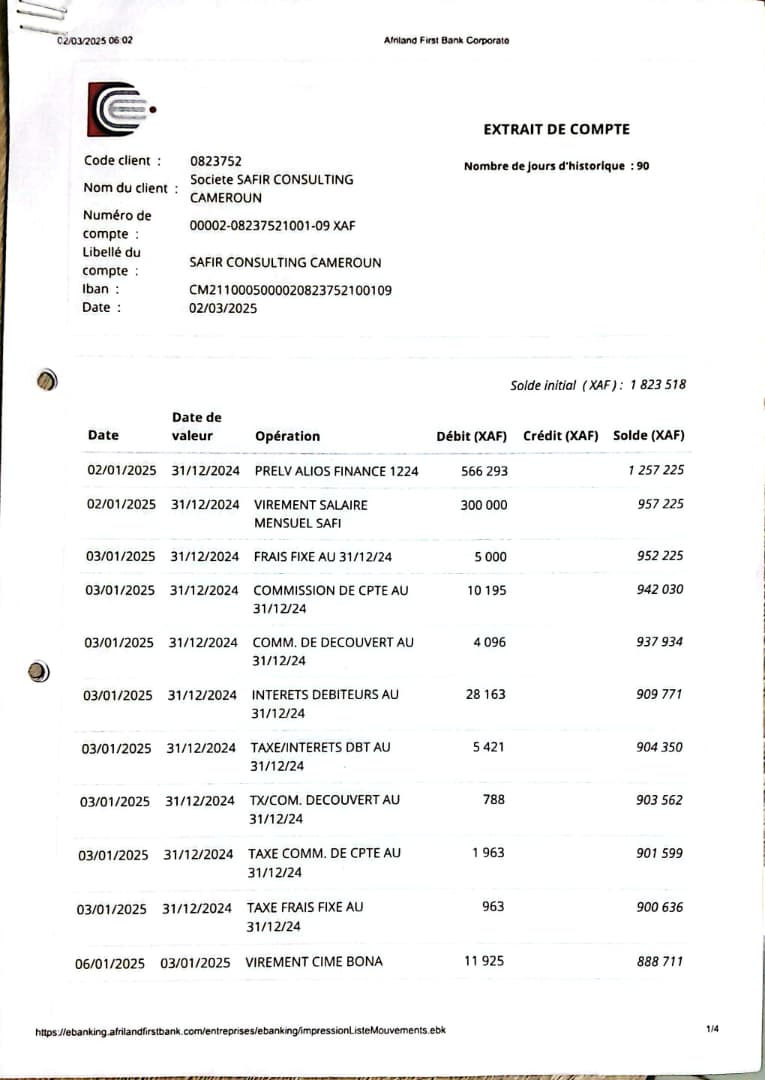 02/03/2025 06:02 Afriland First Bank Corporate
EXTRAIT DE COMPTE
Nombre de jours d'historique : 90
Code client : 0823752
Nom du client : Societe SAFIR CONSULTING CAMEROUN
Numéro de compte : 00002-08237521001-09 XAF
Libellé du compte : SAFIR CONSULTING CAMEROUN
Iban : CM2110005000020823752100109
Date : 02/03/2025
Solde initial (XAF) : 1 823 518
Date Date de valeur Opération Débit (XAF) Crédit (XAF) Solde (XAF)
02/01/2025 31/12/2024 PRELV ALIOS FINANCE 1224 566 293 1 257 225
02/01/2025 31/12/2024 VIREMENT SALAIRE MENSUEL SAFI 300 000 957 225
03/01/2025 31/12/2024 FRAIS FIXE AU 31/12/24 5 000 952 225
03/01/2025 31/12/2024 COMMISSION DE CPTE AU 31/12/24 10 195 942 030
03/01/2025 31/12/2024 COMM. DE DECOUVERT AU 31/12/24 4 096 937 934
03/01/2025 31/12/2024 INTERETS DEBITEURS AU 31/12/24 28 163 909 771
03/01/2025 31/12/2024 TAXE/INTERETS DBT AU 31/12/24 5 421 904 350
03/01/2025 31/12/2024 TX/COM. DECOUVERT AU 31/12/24 788 903 562
03/01/2025 31/12/2024 TAXE COMM. DE CPTE AU 31/12/24 1 963 901 599
03/01/2025 31/12/2024 TAXE FRAIS FIXE AU 31/12/24 963 900 636
06/01/2025 03/01/2025 VIREMENT CIME BONA 11 925 888 711
https://ebanking.afrilandfirstbank.com/entreprises/ebanking/impressionListeMouvements.ebk 1/4